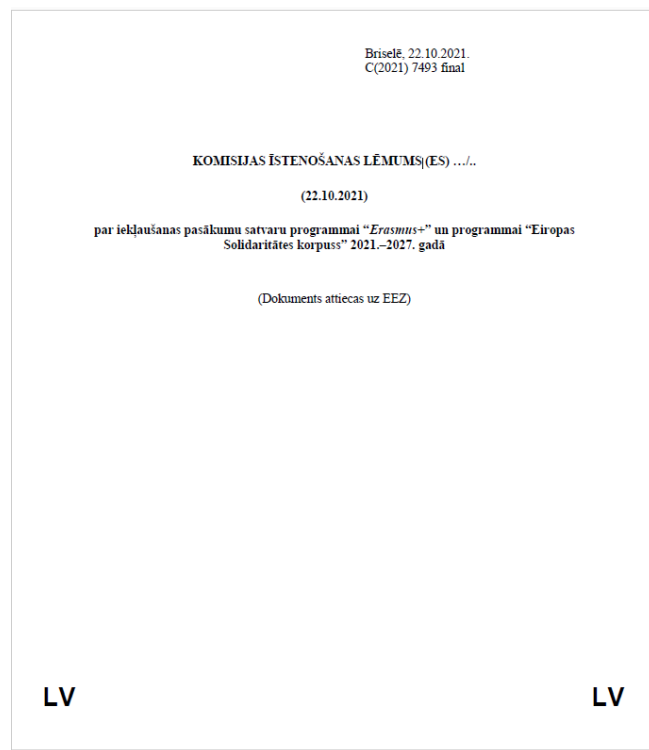 Briselē, 22.10.2021.
C(2021) 7493 final
KOMISIJAS ĪSTENOŠANAS LĒMUMS (ES) …/..
(22.10.2021)
par iekļaušanas pasākumu satvaru programmai “Erasmus+” un programmai “Eiropas
Solidaritātes korpuss” 2021.–2027. gadā
(Dokuments attiecas uz EEZ)
LV LV